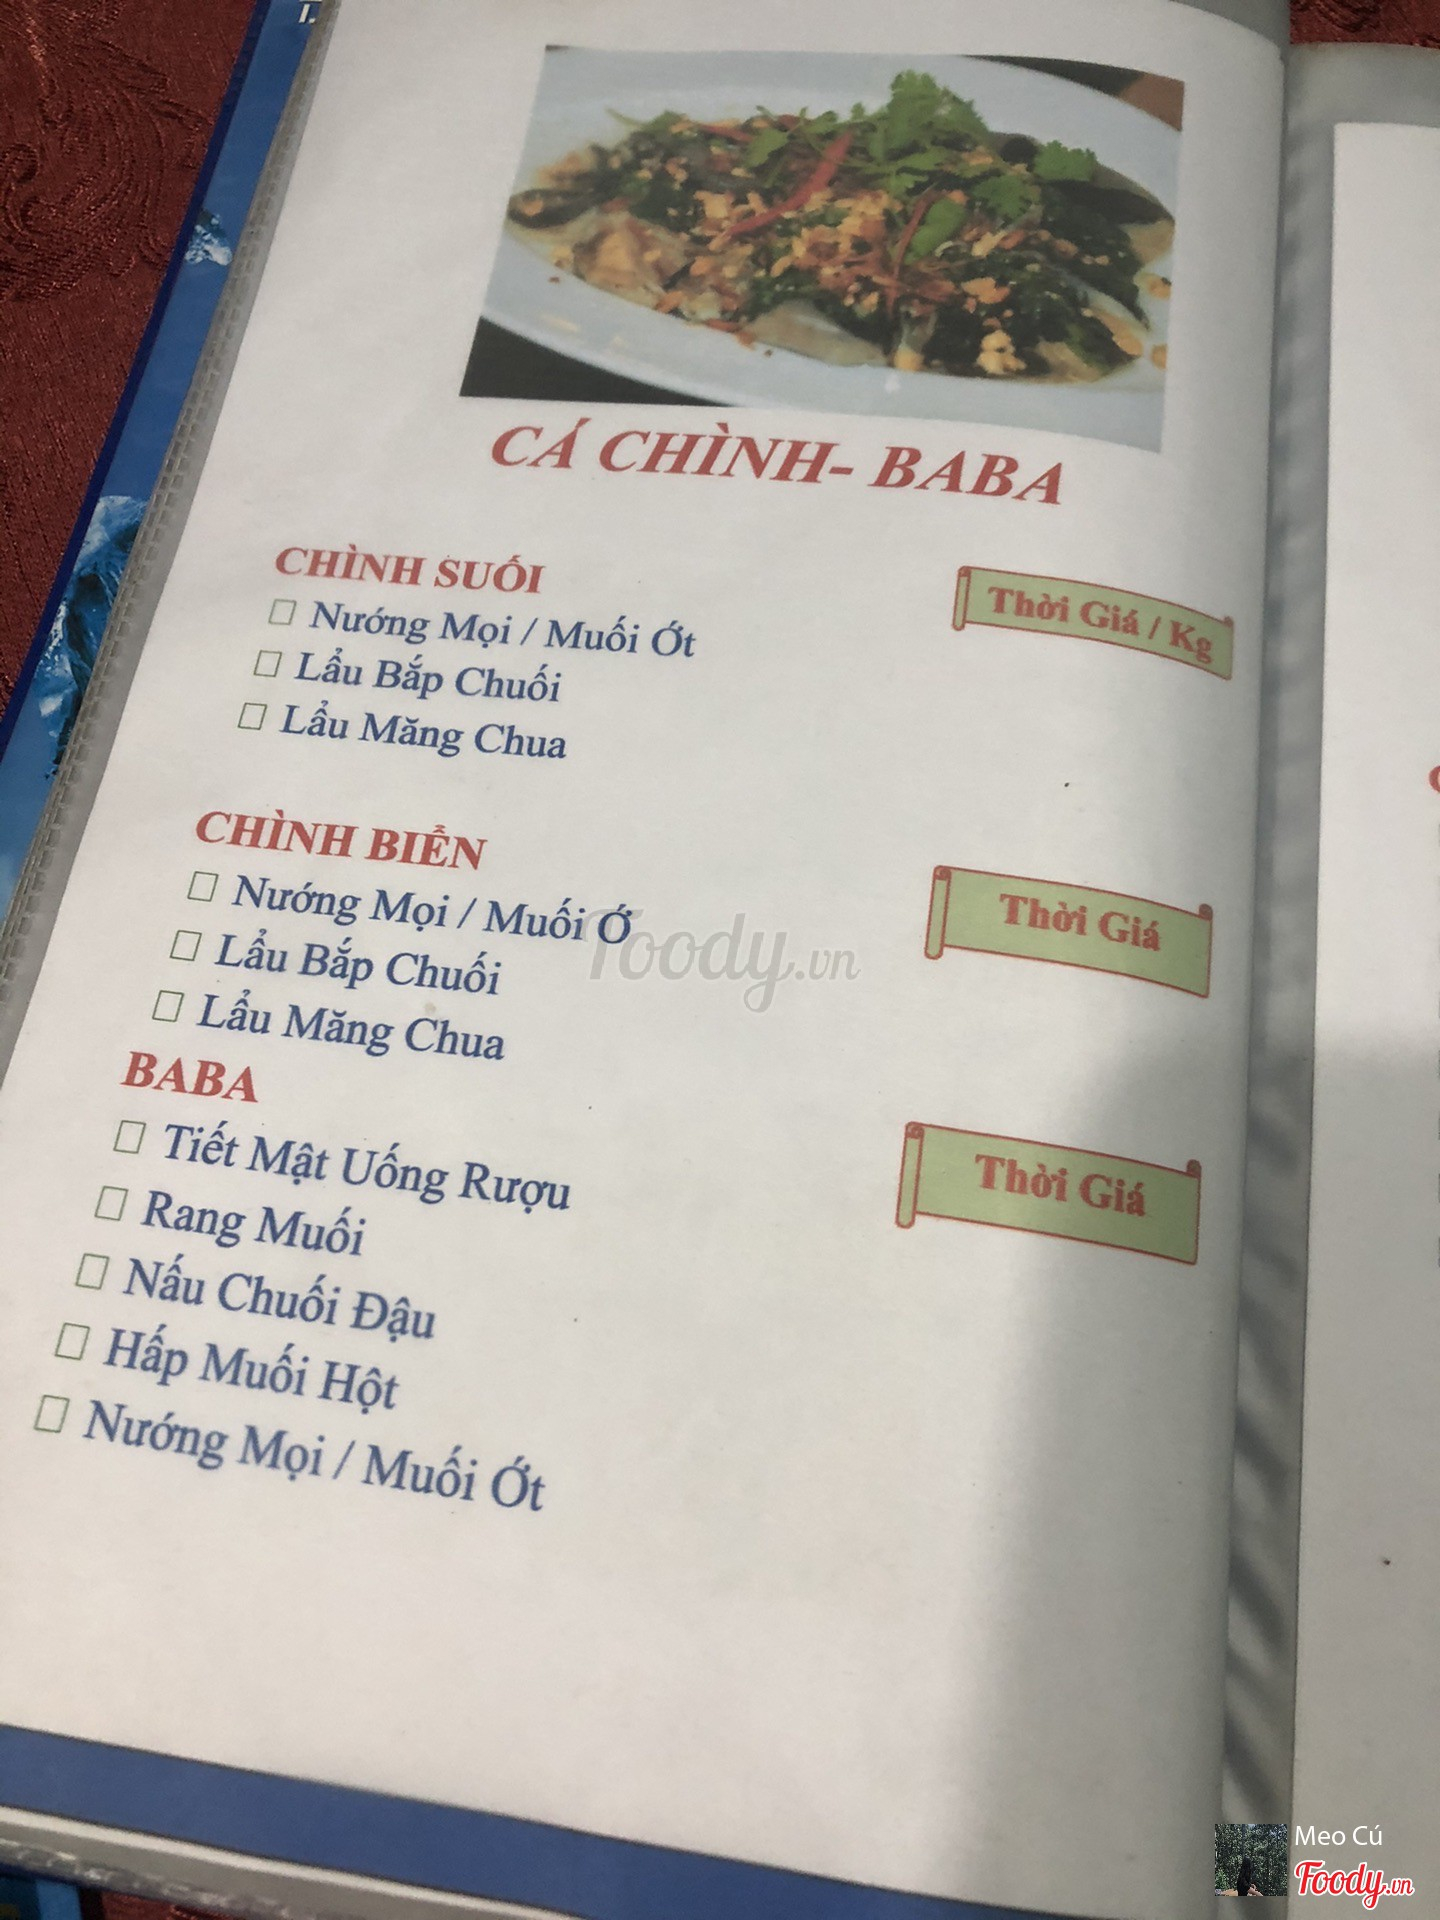 CÁ CHÌNH- BABA
CHÌNH SUỐI
Thời Giá / Kg
Nướng Mọi / Muối Ớt
Lẩu Bắp Chuối
Lẩu Măng Chua
CHÌNH BIỂN
Thời Giá
Nướng Mọi / Muối Ớ
Lẩu Bắp Chuối
Lẩu Măng Chua
Foody.vn
BABA
Thời Giá
Tiết Mật Uống Rượu
Rang Muối
Nấu Chuối Đậu
Hấp Muối Hột
Nướng Mọi / Muối Ớt
Meo Cú
Foody.vn